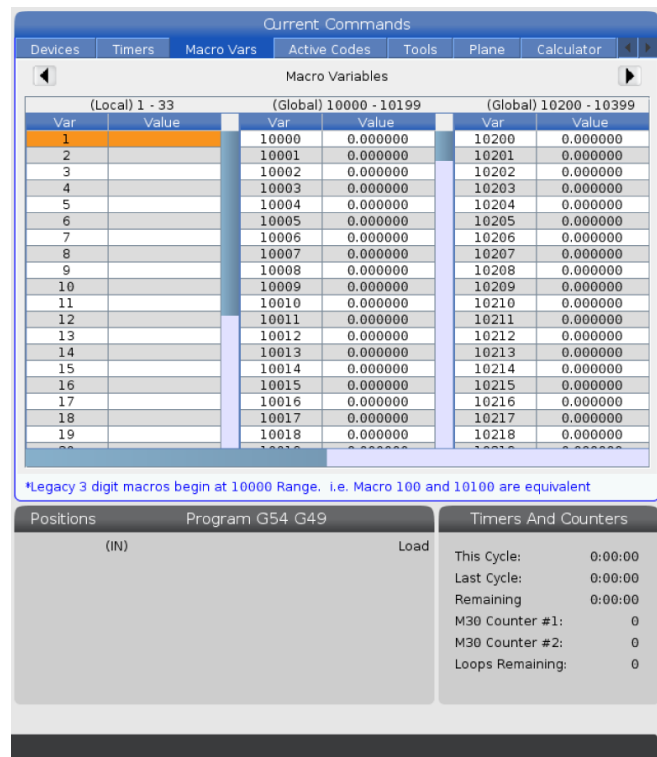 Current Commands
Devices Timers Macro Vars Active Codes Tools Plane Calculator
Macro Variables
(Local) 1 - 33 (Global) 10000 - 10199 (Global) 10200 - 10399
Var Value Var Value Var Value
1 10000 0.000000 10200 0.000000
2 10001 0.000000 10201 0.000000
3 10002 0.000000 10202 0.000000
4 10003 0.000000 10203 0.000000
5 10004 0.000000 10204 0.000000
6 10005 0.000000 10205 0.000000
7 10006 0.000000 10206 0.000000
8 10007 0.000000 10207 0.000000
9 10008 0.000000 10208 0.000000
10 10009 0.000000 10209 0.000000
11 10010 0.000000 10210 0.000000
12 10011 0.000000 10211 0.000000
13 10012 0.000000 10212 0.000000
14 10013 0.000000 10213 0.000000
15 10014 0.000000 10214 0.000000
16 10015 0.000000 10215 0.000000
17 10016 0.000000 10216 0.000000
18 10017 0.000000 10217 0.000000
19 10018 0.000000 10218 0.000000
*Legacy 3 digit macros begin at 10000 Range. i.e. Macro 100 and 10100 are equivalent
Positions Program G54 G49 Timers And Counters
(IN) Load
This Cycle: 0:00:00
Last Cycle: 0:00:00
Remaining 0:00:00
M30 Counter #1: 0
M30 Counter #2: 0
Loops Remaining: 0